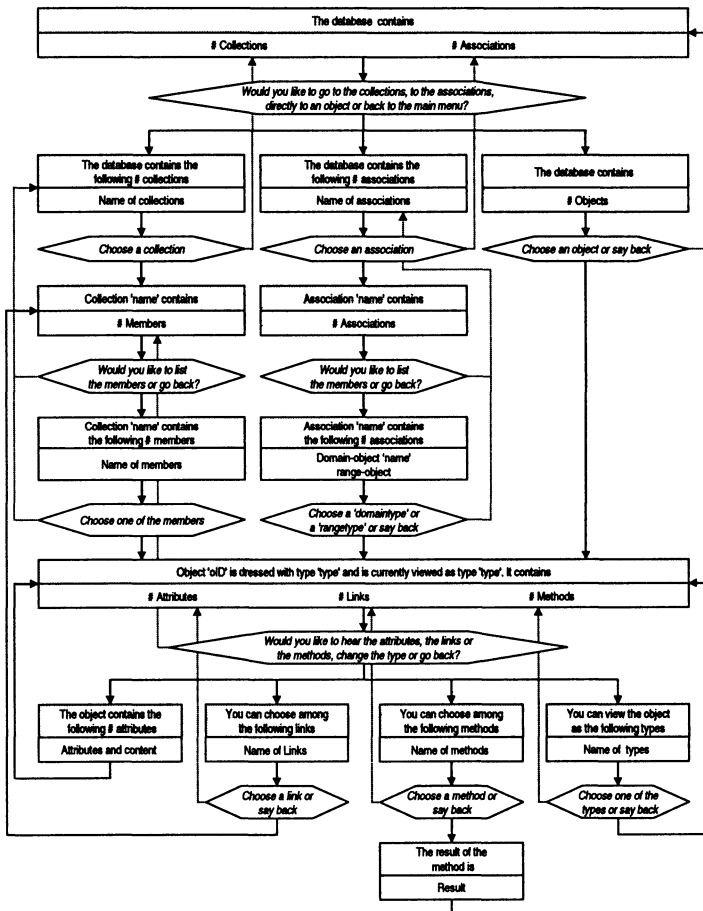 The database contains
# Collections
# Associations
Would you like to go to the collections, to the associations,
directly to an object or back to the main menu?
The database contains the
following # collections
Name of collections
The database contains the
following # associations
Name of associations
The database contains
# Objects
Choose a collection
Choose an association
Choose an object or say back
Collection 'name' contains
# Members
Association 'name' contains
# Associations
Would you like to list
the members or go back?
Would you like to list
the members or go back?
Collection 'name' contains
the following # members
Name of members
Association 'name' contains
the following # associations
Domain-object 'name'
range-object
Choose one of the members
Choose a 'domaintype' or
a 'rangetype' or say back
Object 'oID' is dressed with type 'type' and is currently viewed as type 'type'. It contains
# Attributes
# Links
# Methods
Would you like to hear the attributes, the links or
the methods, change the type or go back?
The object contains the
following # attributes
Attributes and content
You can choose among
the following links
Name of Links
You can choose among
the following methods
Name of methods
You can view the object
as the following types
Name of types
Choose a link or
say back
Choose a method or
say back
Choose one of the
types or say back
The result of the
method is
Result